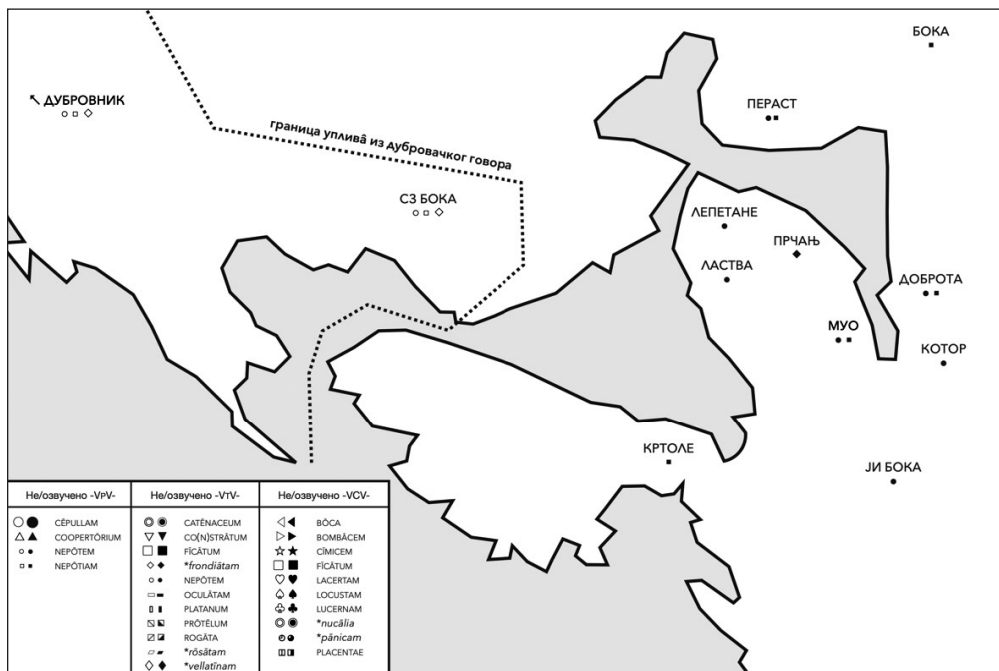 БОКА
ДУБРОВНИК
ПЕРАСТ
граница уплива̂ из дубровачког говора
СЗ БОКА
ЛЕПЕТАНЕ
ПРЧАЊ
ЛАСТВА
ДОБРОТА
МУО
КОТОР
КРТОЛЕ
ЈИ БОКА
Не/озвучено -VPV-
CĒPULLAM
COOPERTÓRIUM
NEPŌTEM
NEPŌTIAM
Не/озвучено -VTV-
CATĒNACEUM
CO(N)STRĀTUM
FĪCĀTUM
*frondiātam
NEPŌTEM
OCULĀTAM
PLATANUM
PRŌTĒLUM
ROGĀTA
*rōsātam
*vellatīnam
Не/озвучено -VCV-
BŌCA
BOMBĀCEM
CĪMICEM
FĪCĀTUM
LACERTAM
LOCUSTAM
LUCERNAM
*nucālia
*pānicam
PLACENTAE